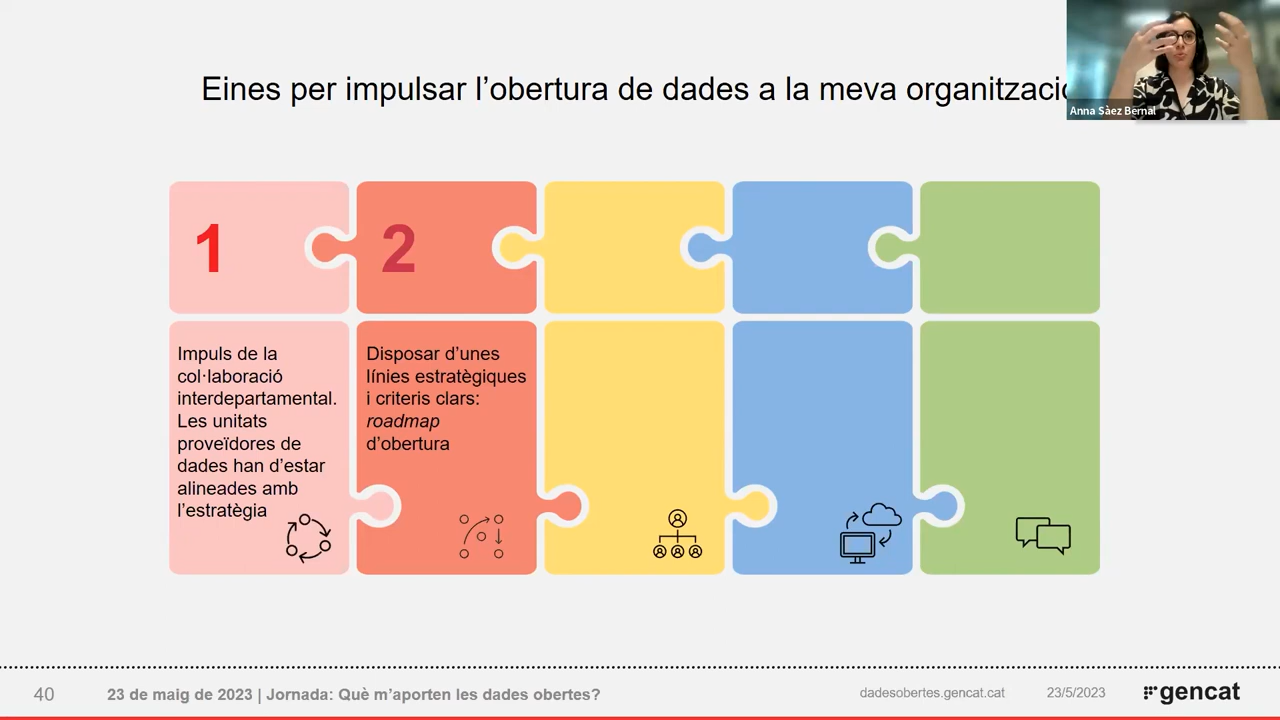 Eines per impulsar l’obertura de dades a la meva organització
Anna Sàez Bernal
1
2
Impuls de la
col·laboració
interdepartamental.
Les unitats
proveïdores de
dades han d’estar
alineades amb
l’estratègia
Disposar d’unes
línies estratègiques
i criteris clars:
roadmap
d’obertura
40
23 de maig de 2023 | Jornada: Què m’aporten les dades obertes?
dadesobertes.gencat.cat
23/5/2023
gencat